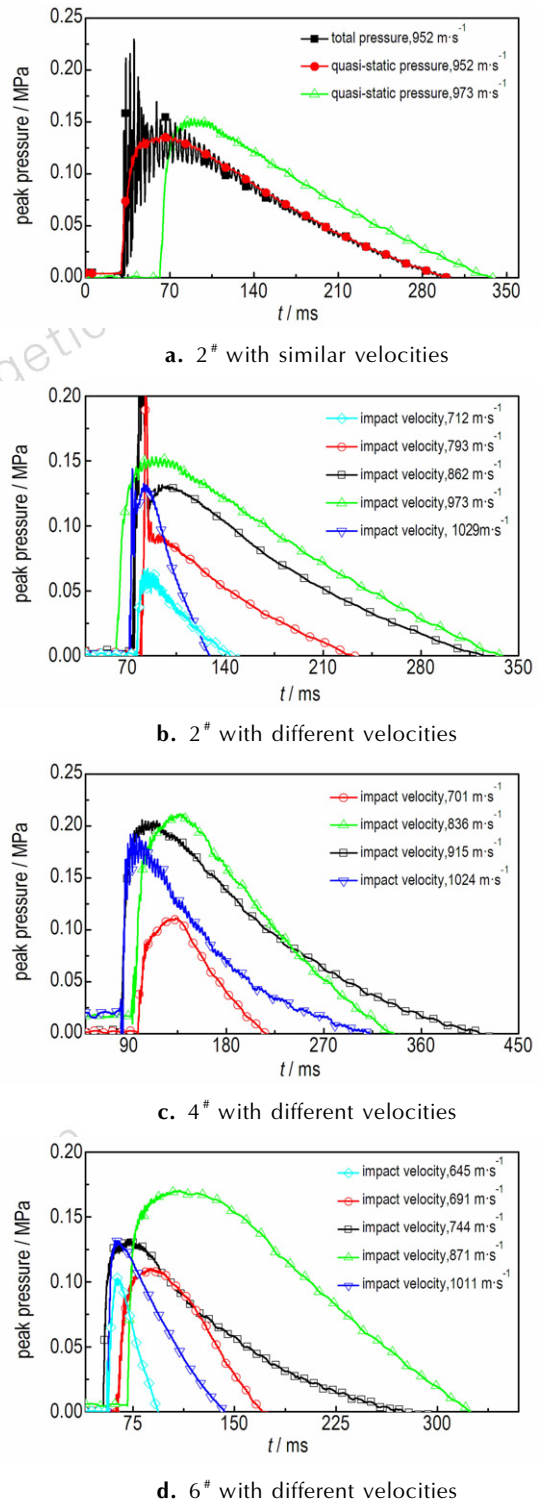 0.25
0.20
0.15
0.10
0.05
0.00
peak pressure / MPa
total pressure,952 m·s⁻¹
quasi-static pressure,952 m·s⁻¹
quasi-static pressure,973 m·s⁻¹
0 70 140 210 280 350
t / ms
a. 2# with similar velocities
0.20
0.15
0.10
0.05
0.00
peak pressure / MPa
impact velocity,712 m·s⁻¹
impact velocity,793 m·s⁻¹
impact velocity,862 m·s⁻¹
impact velocity,973 m·s⁻¹
impact velocity, 1029m·s⁻¹
70 140 210 280 350
t / ms
b. 2# with different velocities
0.25
0.20
0.15
0.10
0.05
0.00
peak pressure / MPa
impact velocity,701 m·s⁻¹
impact velocity,836 m·s⁻¹
impact velocity,915 m·s⁻¹
impact velocity,1024 m·s⁻¹
90 180 270 360 450
t / ms
c. 4# with different velocities
0.20
0.15
0.10
0.05
0.00
peak pressure / MPa
impact velocity,645 m·s⁻¹
impact velocity,691 m·s⁻¹
impact velocity,744 m·s⁻¹
impact velocity,871 m·s⁻¹
impact velocity,1011 m·s⁻¹
75 150 225 300
t / ms
d. 6# with different velocities